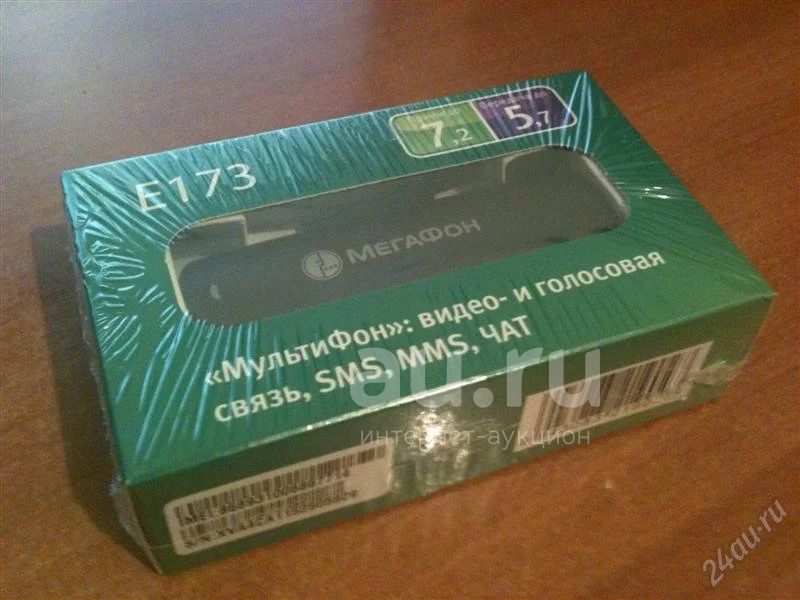 E173
7,2
5,7
МЕГАФОН
«МультиФон»: видео- и голосовая
связь, SMS, MMS, ЧАТ
au.ru
интернет-аукцион
24au.ru